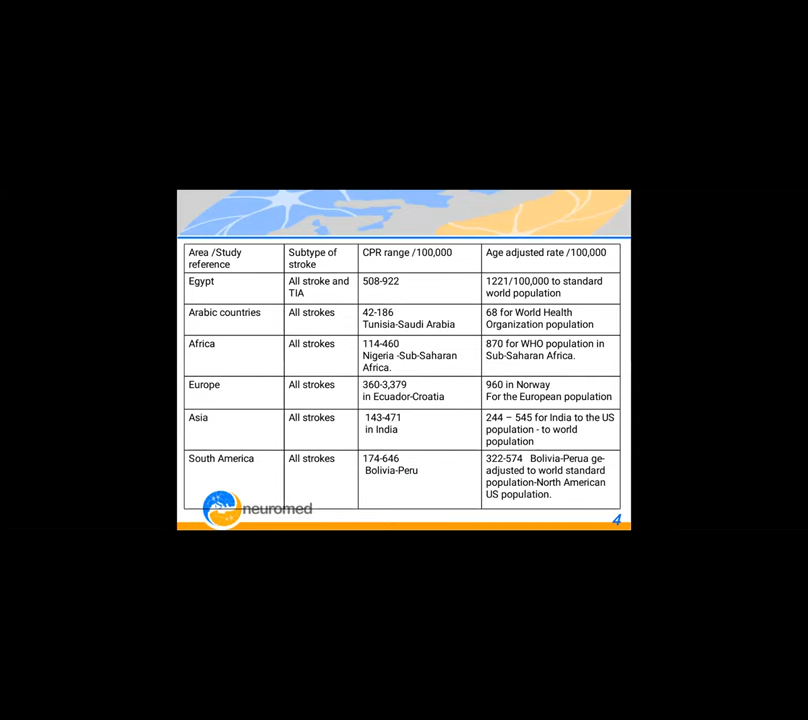 Area /Study
reference
Subtype of
stroke
CPR range /100,000
Age adjusted rate /100,000
Egypt
All stroke and
TIA
508-922
1221/100,000 to standard
world population
Arabic countries
All strokes
42-186
Tunisia-Saudi Arabia
68 for World Health
Organization population
Africa
All strokes
114-460
Nigeria -Sub-Saharan
Africa.
870 for WHO population in
Sub-Saharan Africa.
Europe
All strokes
360-3,379
in Ecuador-Croatia
960 in Norway
For the European population
Asia
All strokes
143-471
in India
244 – 545 for India to the US
population - to world
population
South America
All strokes
174-646
Bolivia-Peru
322-574 Bolivia-Perua ge-
adjusted to world standard
population-North American
US population.
neuromed
4